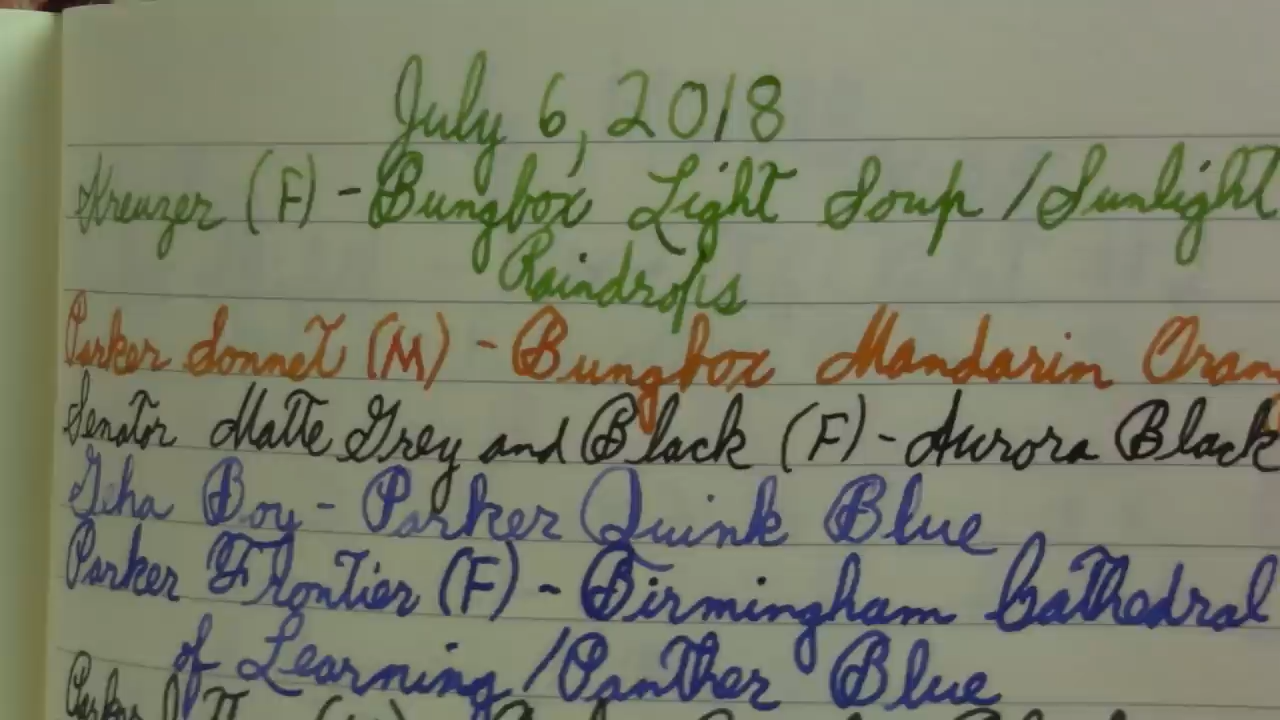 July 6, 2018
Kreuzer (F) - Bungbox Light Soup / Sunlight
Raindrops
Parker Sonnet (M) - Bungbox Mandarin Oran
Senator Matte Grey and Black (F) - Aurora Black
Geha Boy - Parker Quink Blue
Parker Frontier (F) - Birmingham Cathedral
of Learning / Panther Blue
Parker